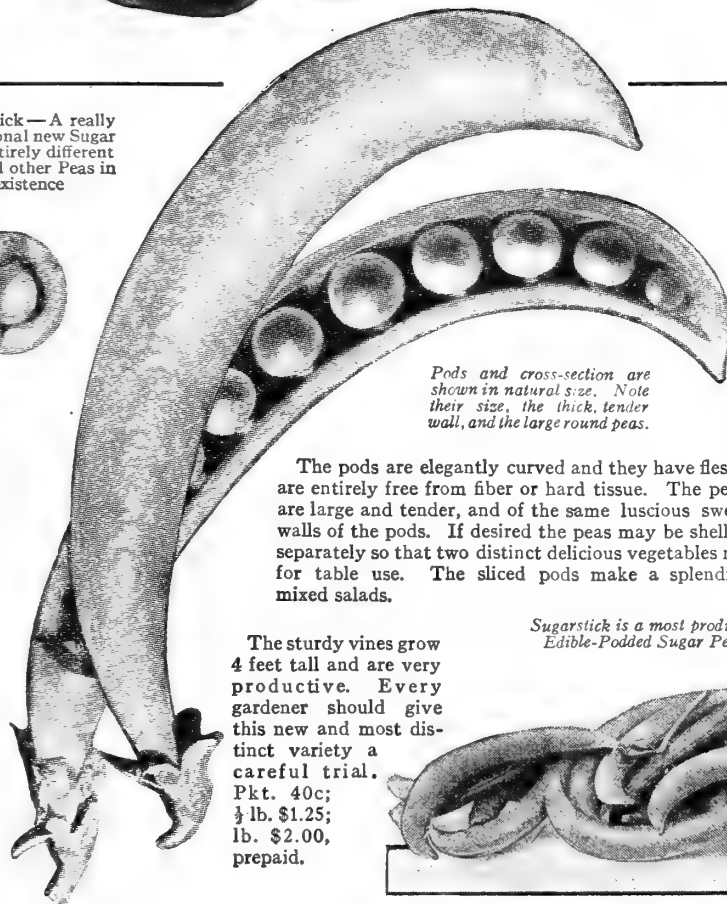 ick — A really
onal new Sugar
tirely different
l other Peas in
xistence
Pods and cross-section are
shown in natural size. Note
their size, the thick, tender
wall, and the large round peas.
The pods are elegantly curved and they have fles
are entirely free from fiber or hard tissue. The pe
are large and tender, and of the same luscious swe
walls of the pods. If desired the peas may be shell
separately so that two distinct delicious vegetables
for table use. The sliced pods make a splendi
mixed salads.
Sugarstick is a most prod
Edible-Podded Sugar Pe
The sturdy vines grow
4 feet tall and are very
productive. Every
gardener should give
this new and most dis-
tinct variety a
careful trial.
Pkt. 40c;
½ lb. $1.25;
lb. $2.00,
prepaid.